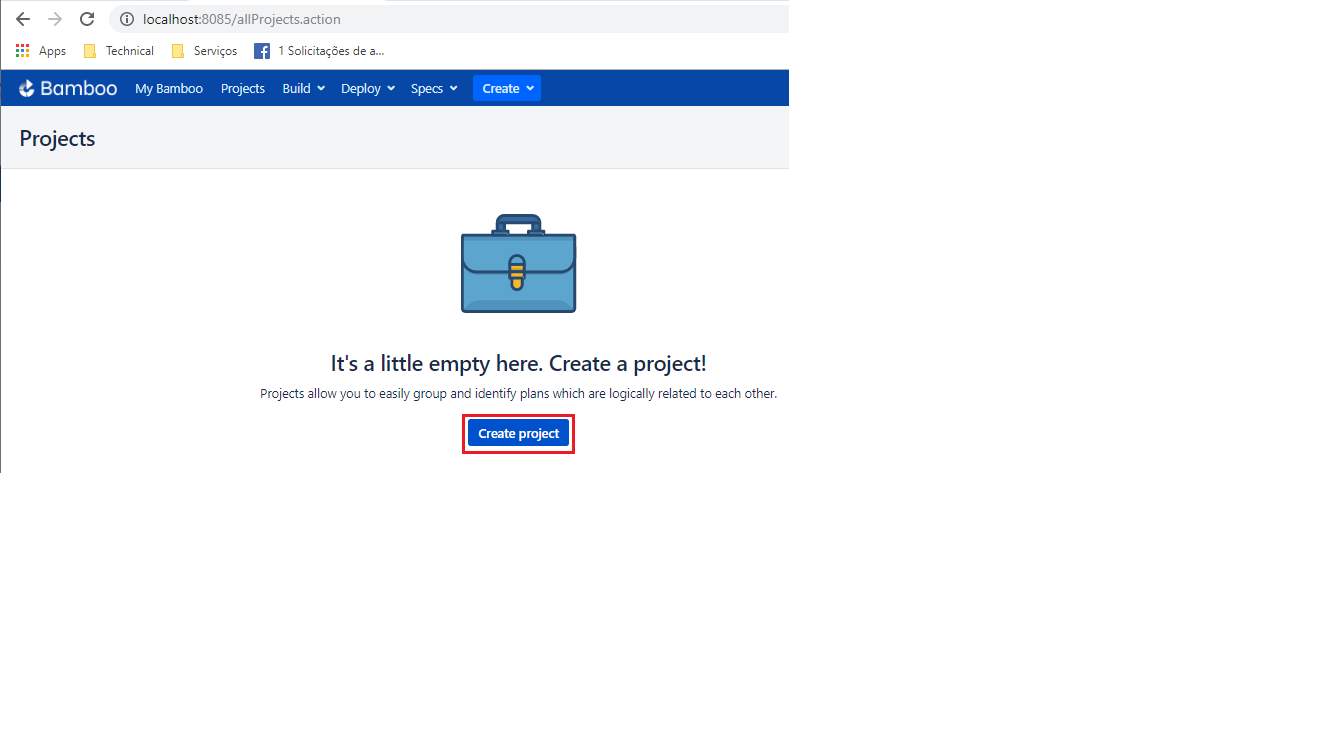 localhost:8085/allProjects.action
Apps Technical Serviços 1 Solicitações de a...
Bamboo My Bamboo Projects Build Deploy Specs Create
Projects
It's a little empty here. Create a project!
Projects allow you to easily group and identify plans which are logically related to each other.
Create project